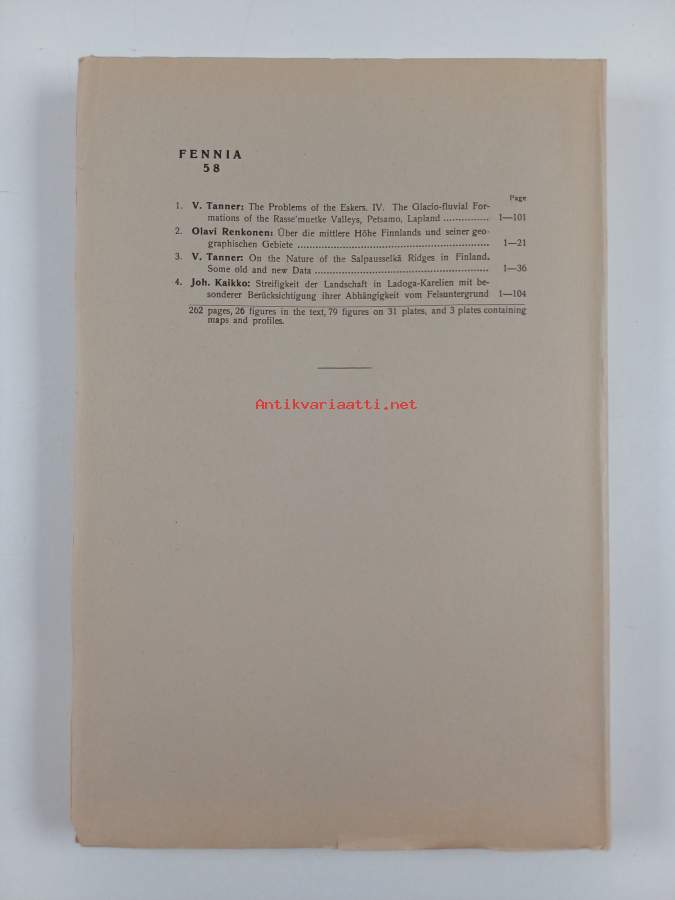 FENNIA
58
Page
1. V. Tanner: The Problems of the Eskers. IV. The Glacio-fluvial For-
mations of the Rasse'muetke Valleys, Petsamo, Lapland ............... 1—101
2. Olavi Renkonen: Über die mittlere Höhe Finnlands und seiner geo-
graphischen Gebiete ............................................................... 1—21
3. V. Tanner: On the Nature of the Salpausselkä Ridges in Finland.
Some old and new Data ......................................................... 1—36
4. Joh. Kaikko: Streifigkeit der Landschaft in Ladoga-Karelien mit be-
sonderer Berücksichtigung ihrer Abhängigkeit vom Felsuntergrund 1—104
262 pages, 26 figures in the text, 79 figures on 31 plates, and 3 plates containing
maps and profiles.
Antikvariaatti.net